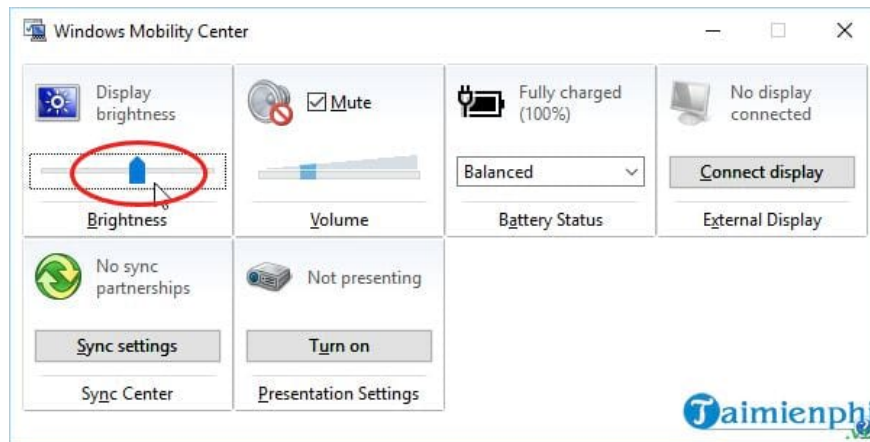 Windows Mobility Center
Display
brightness
Brightness
Mute
Volume
Fully charged
(100%)
Balanced
Battery Status
No display
connected
Connect display
External Display
No sync
partnerships
Sync settings
Sync Center
Not presenting
Turn on
Presentation Settings
Taimienphi
.vn